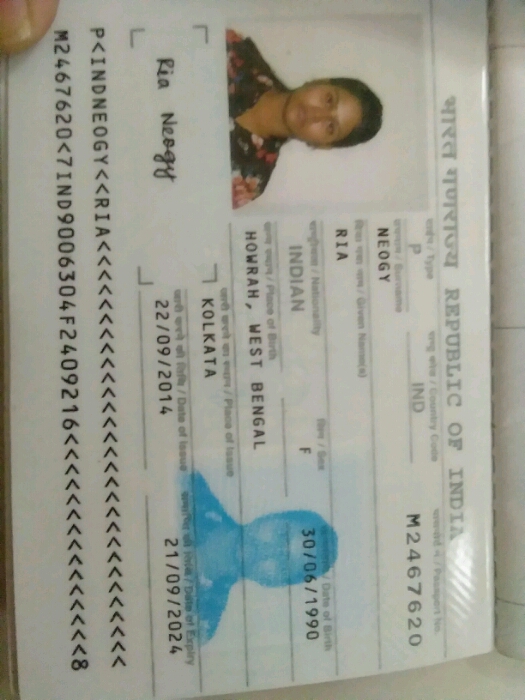 भारत गणराज्य REPUBLIC OF INDIA
टाईप / Type
P
राष्ट्र कोड / Country Code
IND
पासपोर्ट नं. / Passport No.
M2467620
उपनाम / Surname
NEOGY
दिया गया नाम / Given Name(s)
RIA
राष्ट्रीयता / Nationality
INDIAN
लिंग / Sex
F
/ Date of Birth
30/06/1990
जन्म स्थान / Place of Birth
HOWRAH, WEST BENGAL
जारी करने का स्थान / Place of Issue
KOLKATA
जारी करने की तिथि / Date of Issue
22/09/2014
समाप्ति की तिथि / Date of Expiry
21/09/2024
Ria Neogy
P<INDNEOGY<<RIA<<<<<<<<<<<<<<<<<<<<<<<<<<<<<
M2467620<7IND9006304F2409216<<<<<<<<<<<<<<<8